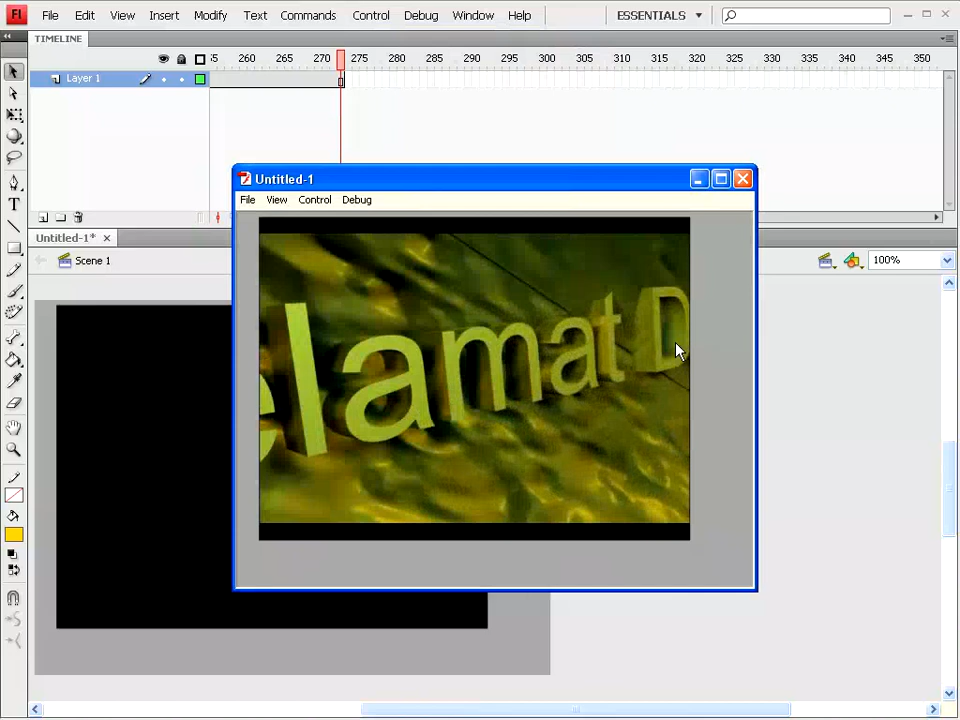 Fl File Edit View Insert Modify Text Commands Control Debug Window Help ESSENTIALS
TIMELINE
260 265 270 275 280 285 290 295 300 305 310 315 320 325 330 335 340 345 350
Layer 1
Untitled-1
File View Control Debug
Untitled-1*
Scene 1 100%
elamat D